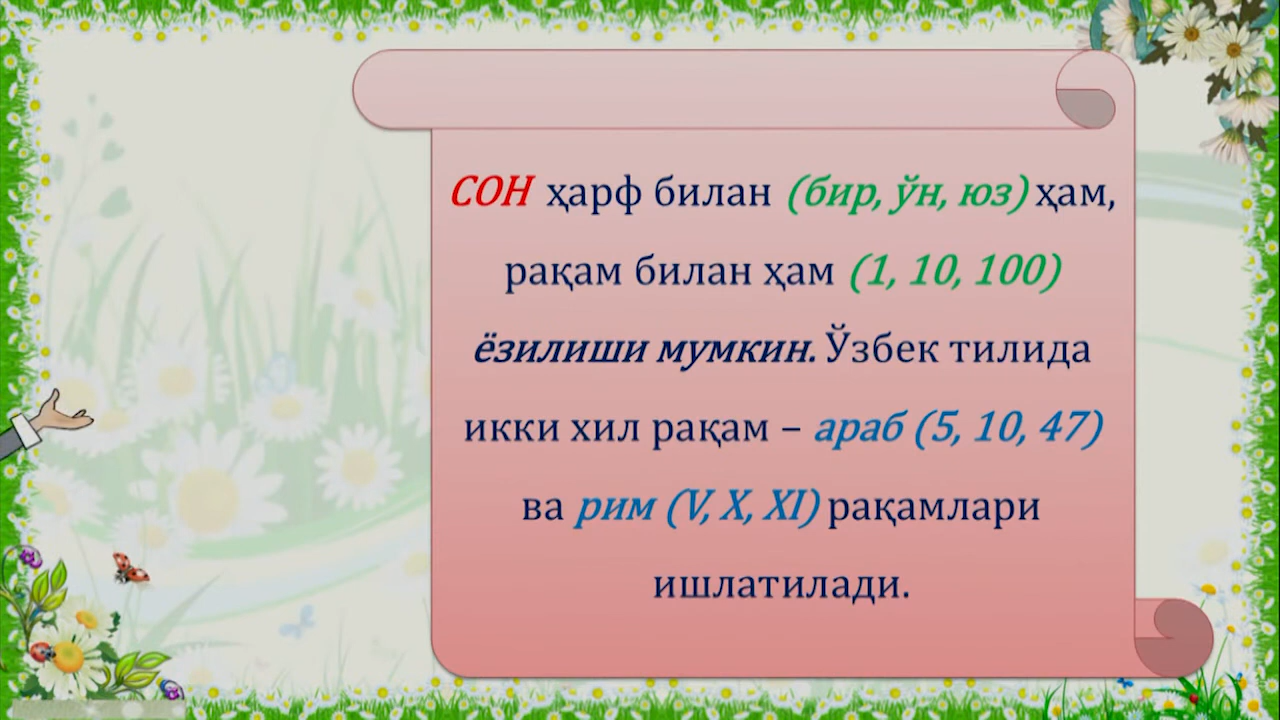 СОН ҳарф билан (бир, ўн, юз) ҳам,
рақам билан ҳам (1, 10, 100)
ёзилиши мумкин. Ўзбек тилида
икки хил рақам – араб (5, 10, 47)
ва рим (V, X, XI) рақамлари
ишлатилади.